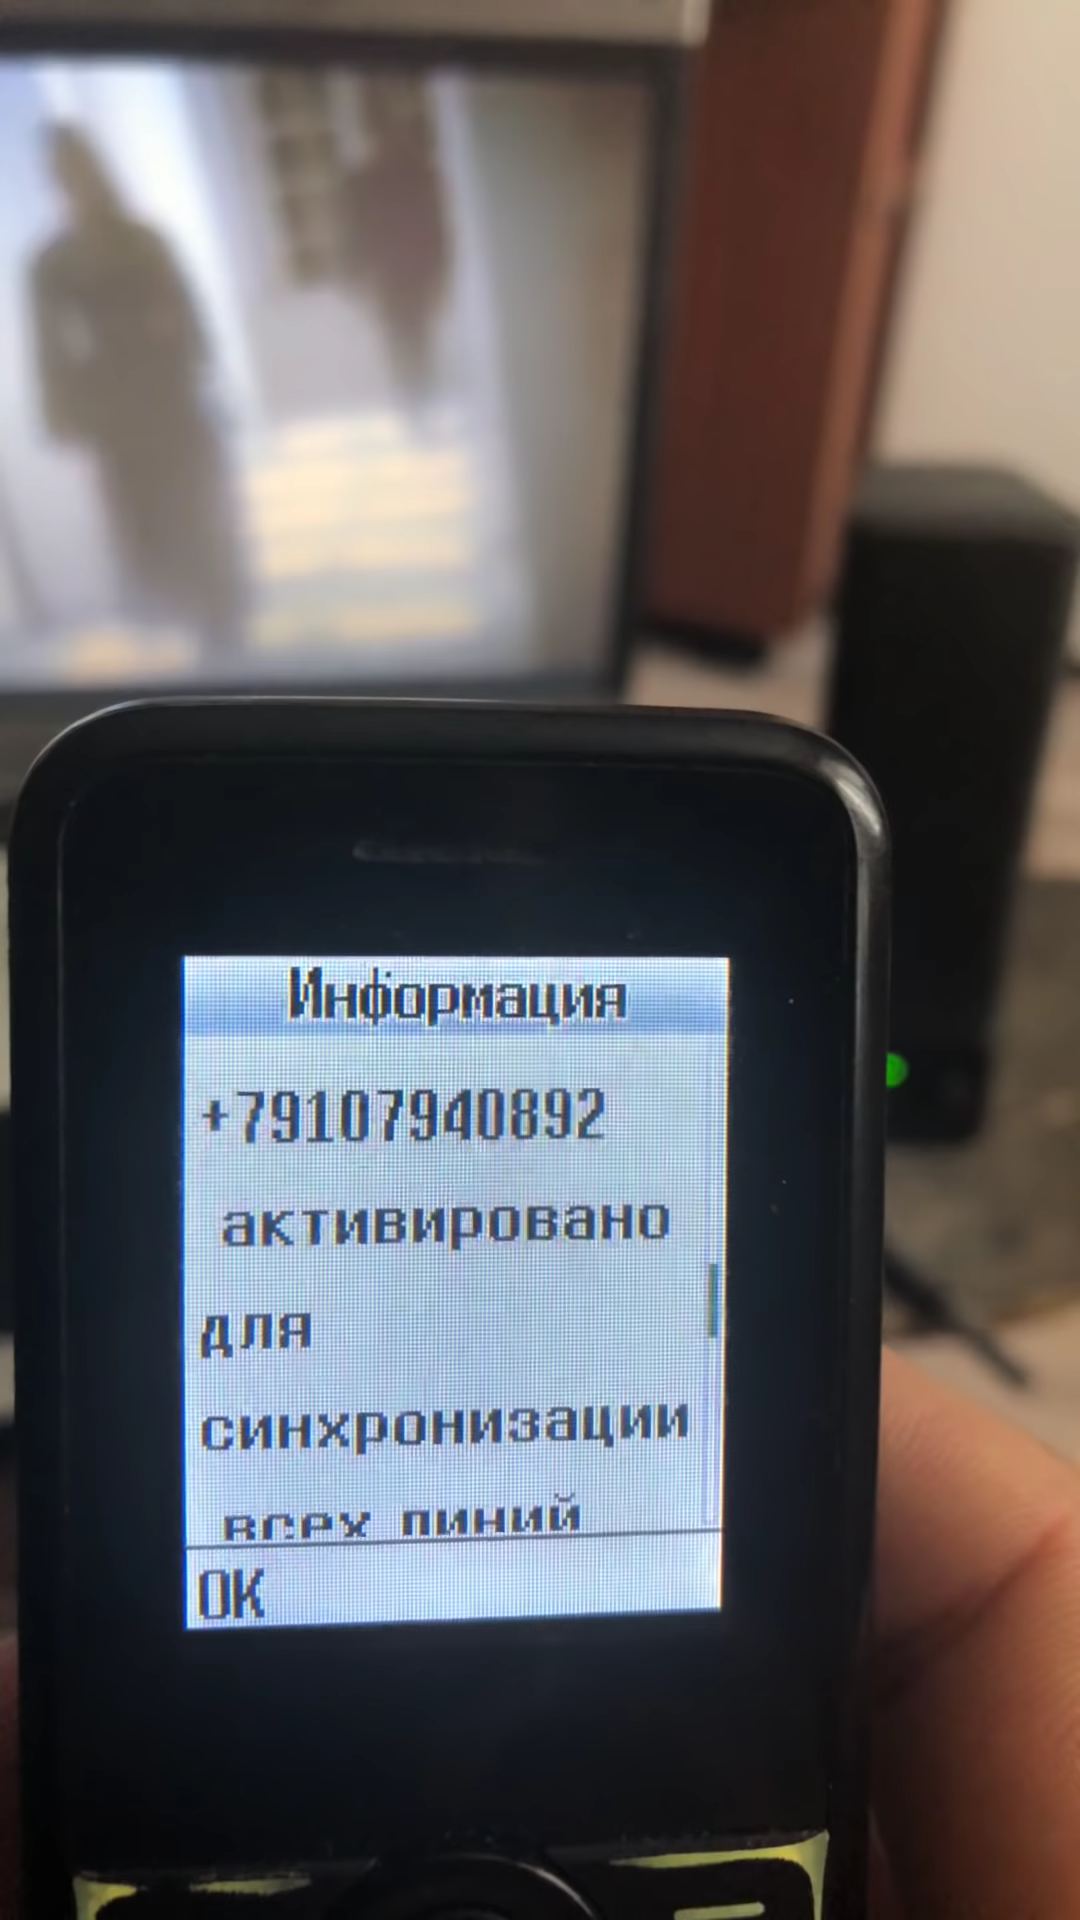 Информация
+79107940892
активировано
для
синхронизации
всех линий
OK